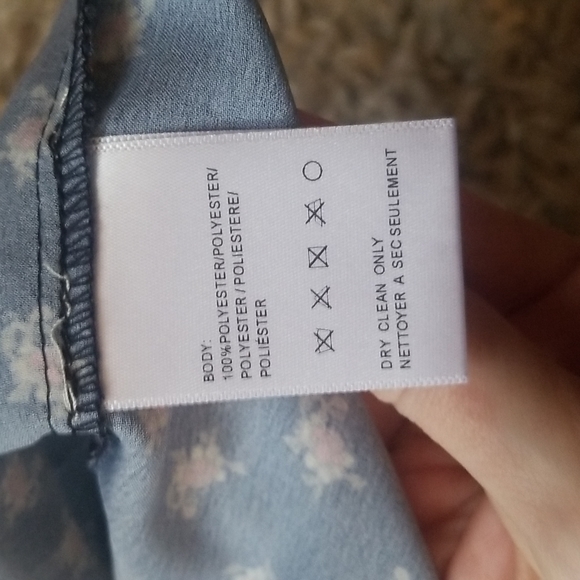 BODY:
100%POLYESTER/POLYESTER/
POLYESTER/POLIESTERE/
POLIÉSTER
DRY CLEAN ONLY
NETTOYER A SEC SEULEMENT